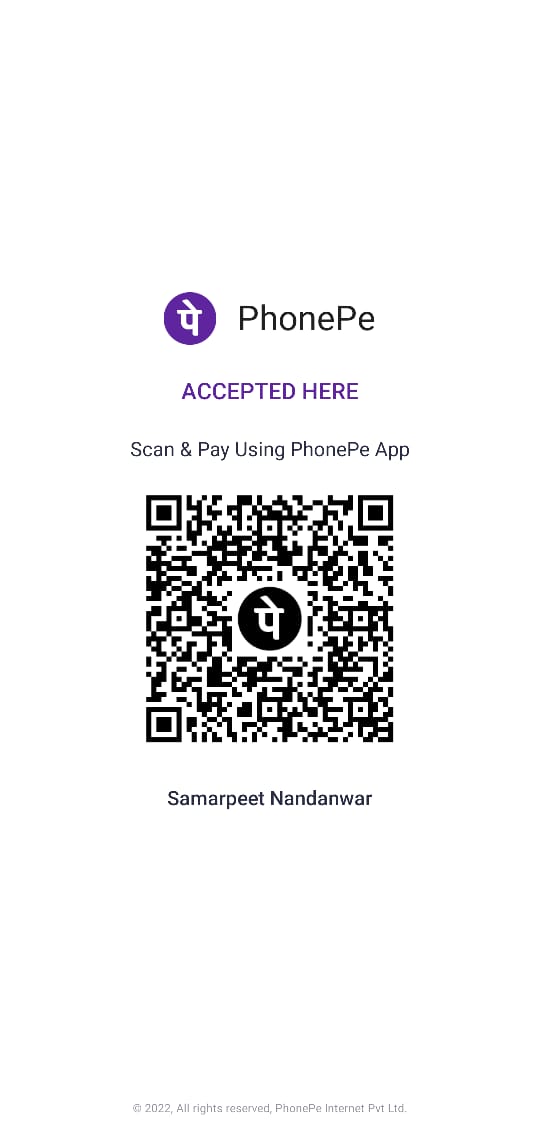 पे PhonePe
ACCEPTED HERE
Scan & Pay Using PhonePe App
पे
Samarpeet Nandanwar
© 2022, All rights reserved, PhonePe Internet Pvt Ltd.